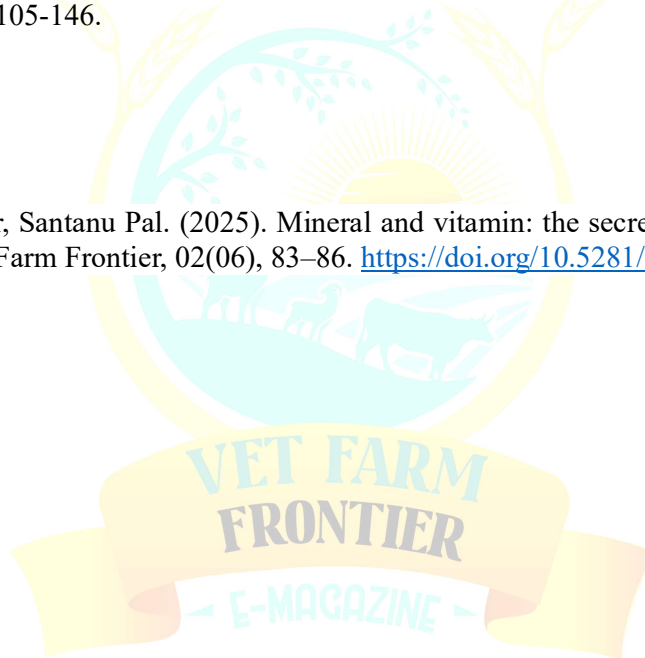 105-146.
r, Santanu Pal. (2025). Mineral and vitamin: the secre
Farm Frontier, 02(06), 83–86. https://doi.org/10.5281/
VET FARM
FRONTIER
E-MAGAZINE